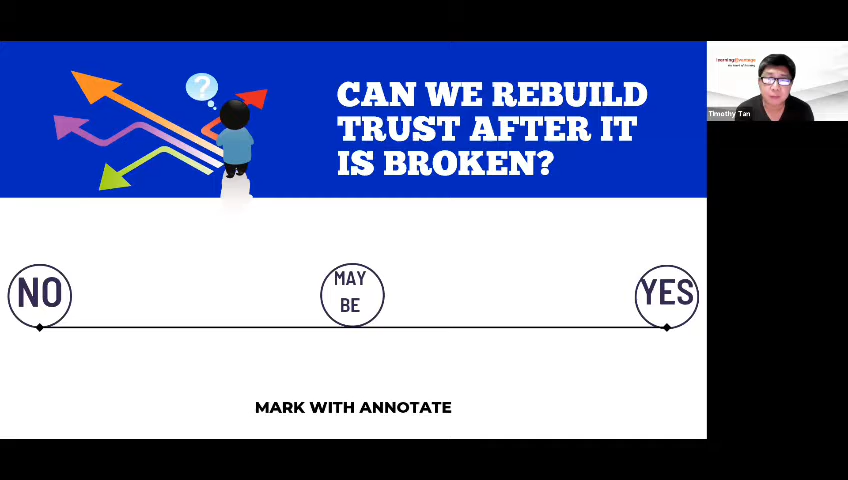 ?
CAN WE REBUILD
TRUST AFTER IT
IS BROKEN?
NO
MAY
BE
YES
MARK WITH ANNOTATE
Timothy Tan